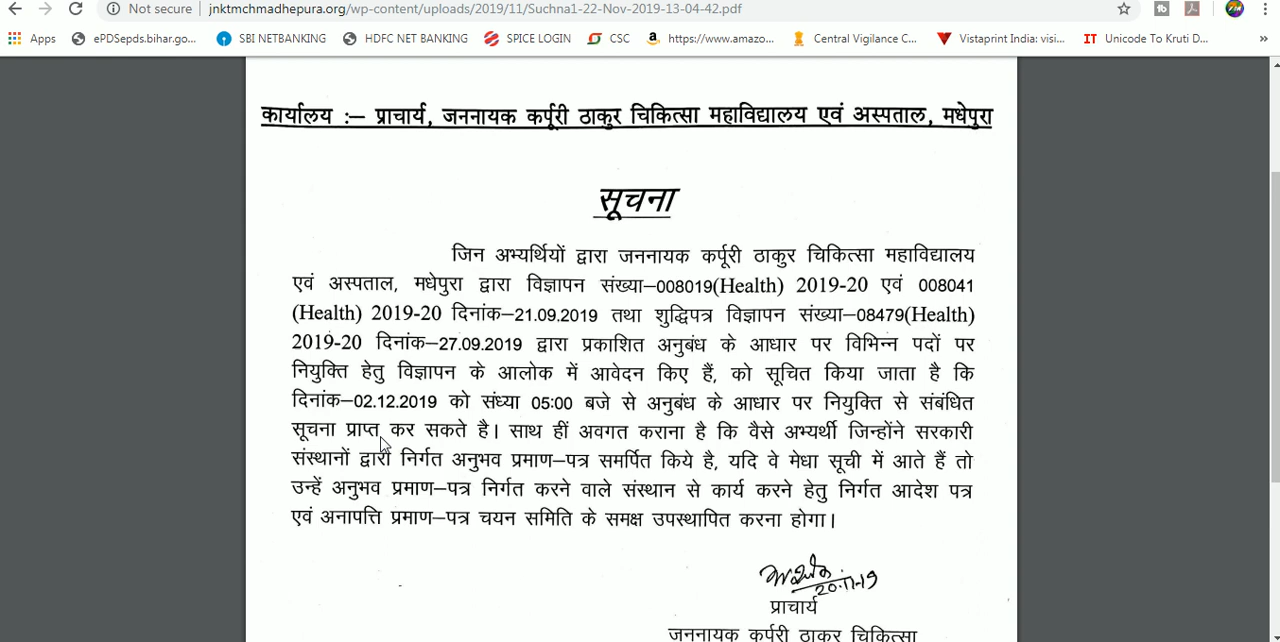 Not secure | jnktmchmadhepura.org/wp-content/uploads/2019/11/Suchna1-22-Nov-2019-13-04-42.pdf
Apps ePDSepds.bihar.go... SBI NETBANKING HDFC NET BANKING SPICE LOGIN CSC https://www.amazo... Central Vigilance C... Vistaprint India: visi... Unicode To Kruti D... »
कार्यालय :– प्राचार्य, जननायक कर्पूरी ठाकुर चिकित्सा महाविद्यालय एवं अस्पताल, मधेपुरा
सूचना
जिन अभ्यर्थियों द्वारा जननायक कर्पूरी ठाकुर चिकित्सा महाविद्यालय
एवं अस्पताल, मधेपुरा द्वारा विज्ञापन संख्या–008019(Health) 2019-20 एवं 008041
(Health) 2019-20 दिनांक–21.09.2019 तथा शुद्धिपत्र विज्ञापन संख्या–08479(Health)
2019-20 दिनांक–27.09.2019 द्वारा प्रकाशित अनुबंध के आधार पर विभिन्न पदों पर
नियुक्ति हेतु विज्ञापन के आलोक में आवेदन किए हैं, को सूचित किया जाता है कि
दिनांक–02.12.2019 को संध्या 05:00 बजे से अनुबंध के आधार पर नियुक्ति से संबंधित
सूचना प्राप्त कर सकते है। साथ हीं अवगत कराना है कि वैसे अभ्यर्थी जिन्होंने सरकारी
संस्थानों द्वारा निर्गत अनुभव प्रमाण–पत्र समर्पित किये है, यदि वे मेधा सूची में आते हैं तो
उन्हें अनुभव प्रमाण–पत्र निर्गत करने वाले संस्थान से कार्य करने हेतु निर्गत आदेश पत्र
एवं अनापत्ति प्रमाण–पत्र चयन समिति के समक्ष उपस्थापित करना होगा।
20.11.19
प्राचार्य
जननायक कर्पूरी ठाकुर चिकित्सा